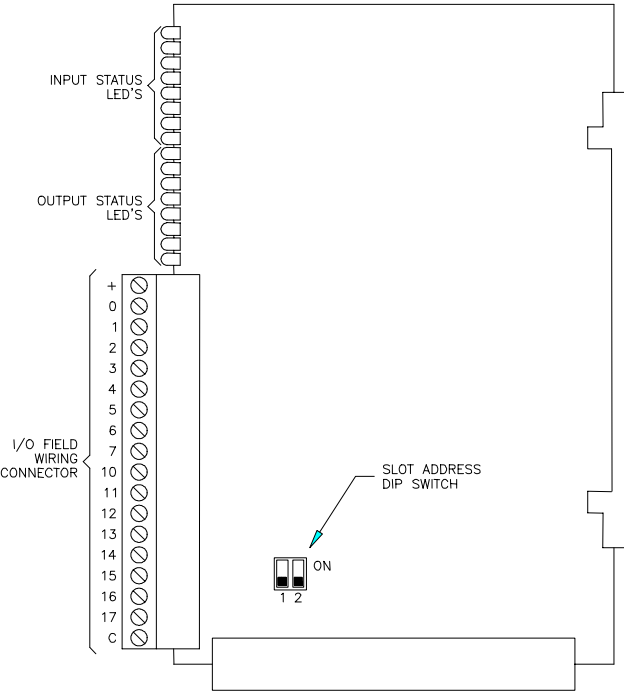 INPUT STATUS
LED'S
OUTPUT STATUS
LED'S
+
0
1
2
3
4
5
6
7
10
11
12
13
14
15
16
17
C
I/O FIELD
WIRING
CONNECTOR
SLOT ADDRESS
DIP SWITCH
ON
1 2